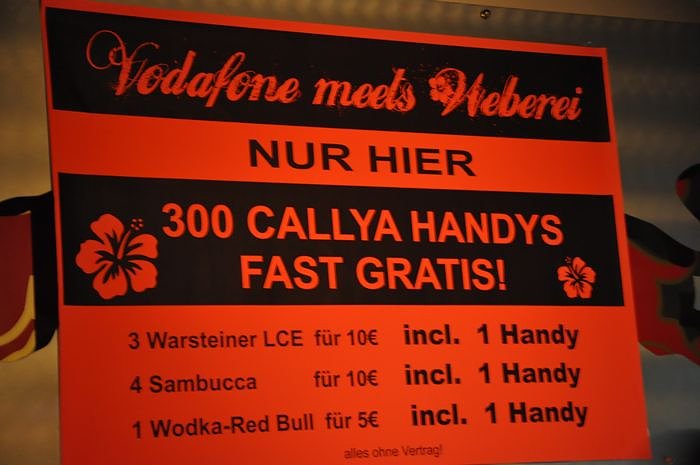 Vodafone meets Weberei
NUR HIER
300 CALLYA HANDYS
FAST GRATIS!
3 Warsteiner LCE für 10€ incl. 1 Handy
4 Sambucca für 10€ incl. 1 Handy
1 Wodka-Red Bull für 5€ incl. 1 Handy
alles ohne Vertrag!